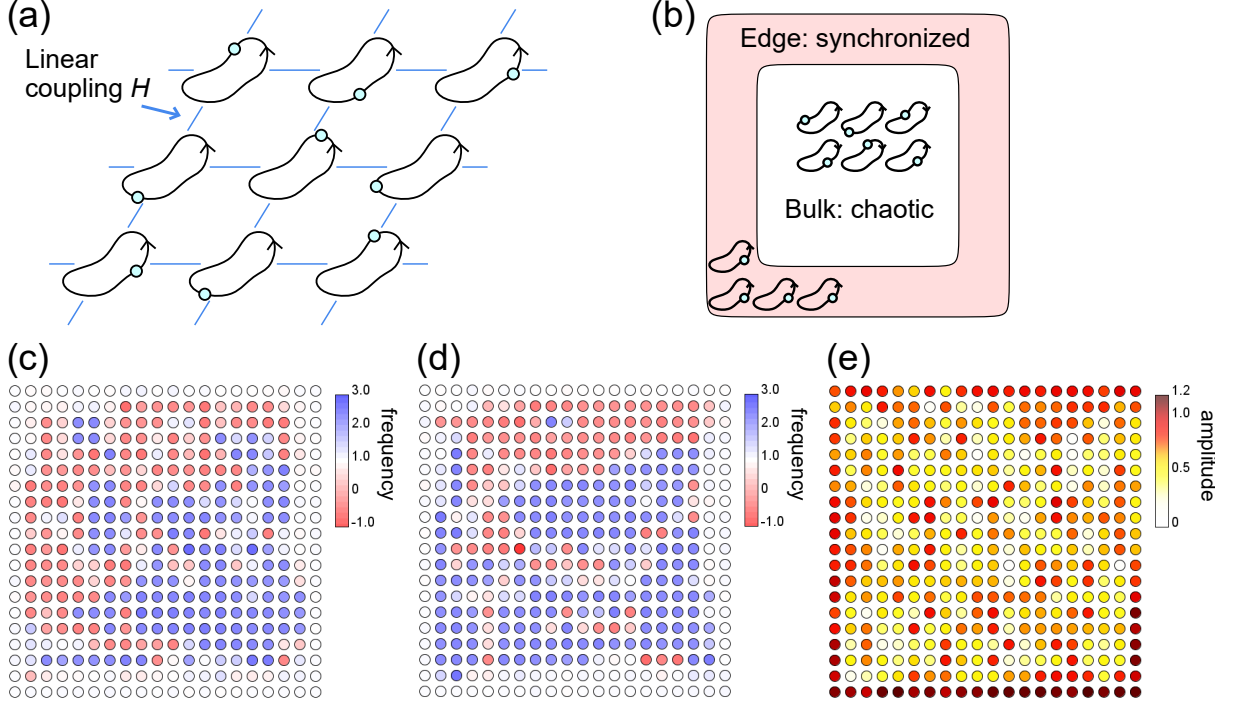 (a)
Linear
coupling H
(b)
Edge: synchronized
Bulk: chaotic
(c)
3.0
2.0
1.0
0
-1.0
frequency
(d)
3.0
2.0
1.0
0
-1.0
frequency
(e)
1.2
1.0
0.5
0
amplitude